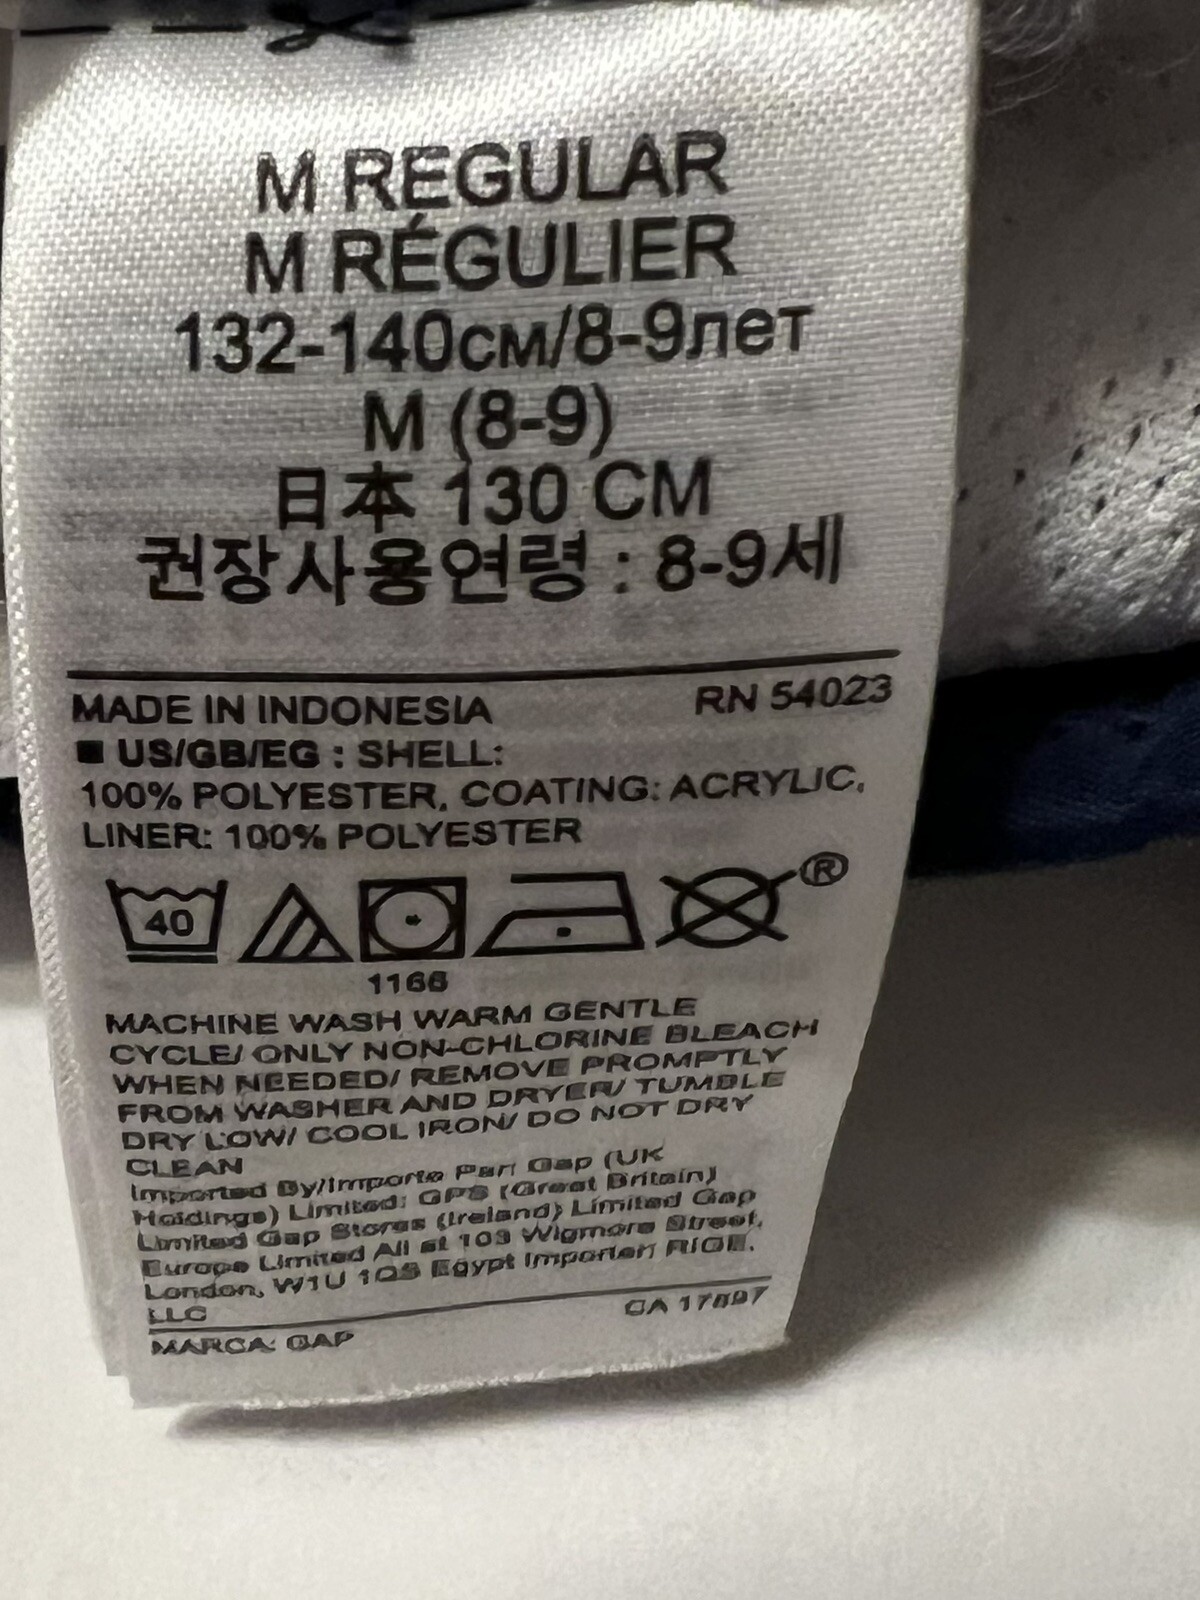 M REGULAR
M RÉGULIER
132-140см/8-9лет
M (8-9)
日本 130 CM
권장사용연령 : 8-9세
MADE IN INDONESIA RN 54023
■ US/GB/EG : SHELL:
100% POLYESTER, COATING: ACRYLIC,
LINER: 100% POLYESTER
40
®
1166
MACHINE WASH WARM GENTLE
CYCLE/ ONLY NON-CHLORINE BLEACH
WHEN NEEDED/ REMOVE PROMPTLY
FROM WASHER AND DRYER/ TUMBLE
DRY LOW/ COOL IRON/ DO NOT DRY
CLEAN
Imported By/Importe Par: Gap (UK
Holdings) Limited; GPS (Great Britain)
Limited Gap Stores (Ireland) Limited Gap
Europe Limited All at 103 Wigmore Street,
London, W1U 1QS Egypt Importer:
LLC
CA 17897
MARCA: GAP